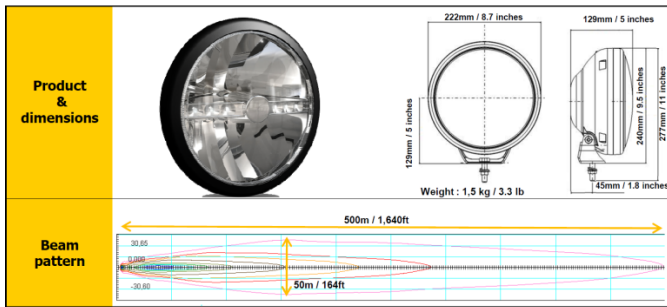 Product
&
dimensions
222mm / 8.7 inches
129mm / 5 inches
129mm / 5 inches
240mm / 9.5 inches
277mm / 11 inches
45mm / 1.8 inches
Weight : 1,5 kg / 3.3 lb
Beam
pattern
500m / 1,640ft
30,65
0,000
-30,60
50m / 164ft